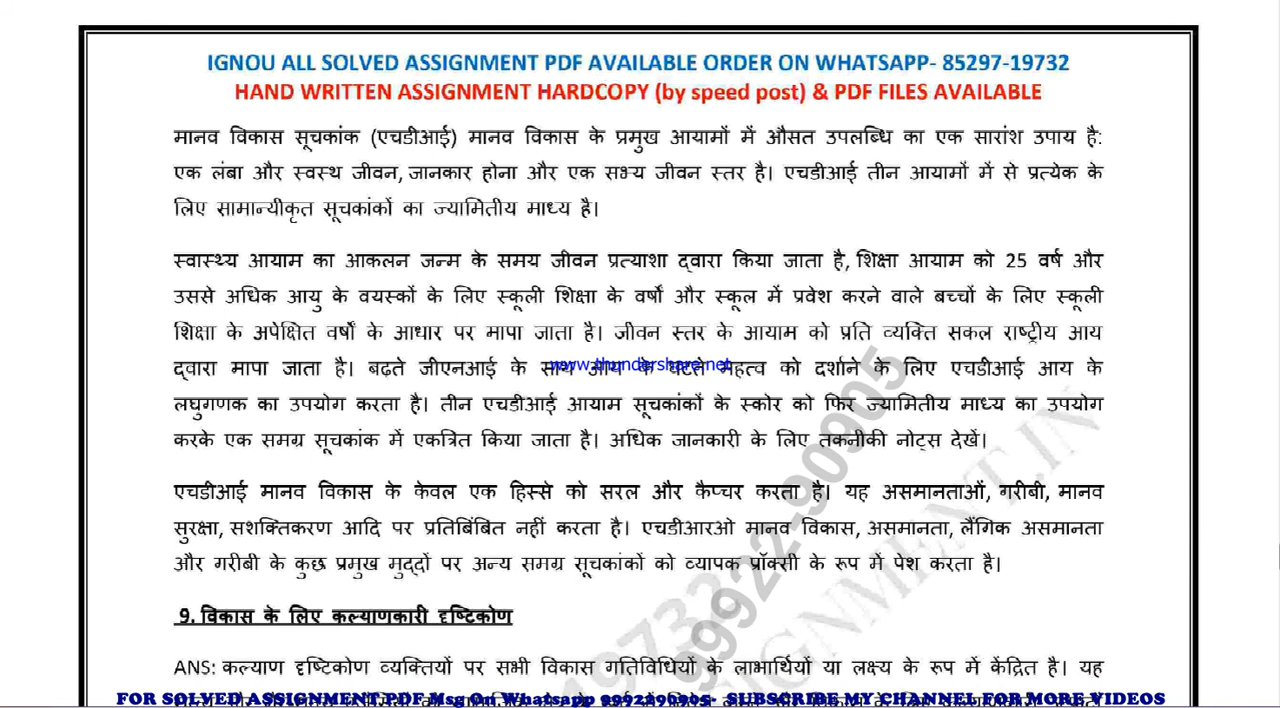 IGNOU ALL SOLVED ASSIGNMENT PDF AVAILABLE ORDER ON WHATSAPP- 85297-19732
HAND WRITTEN ASSIGNMENT HARDCOPY (by speed post) & PDF FILES AVAILABLE
मानव विकास सूचकांक (एचडीआई) मानव विकास के प्रमुख आयामों में औसत उपलब्धि का एक सारांश उपाय है:
एक लंबा और स्वस्थ जीवन, जानकार होना और एक सभ्य जीवन स्तर है। एचडीआई तीन आयामों में से प्रत्येक के
लिए सामान्यीकृत सूचकांकों का ज्यामितीय माध्य है।
स्वास्थ्य आयाम का आकलन जन्म के समय जीवन प्रत्याशा द्वारा किया जाता है, शिक्षा आयाम को 25 वर्ष और
उससे अधिक आयु के वयस्कों के लिए स्कूली शिक्षा के वर्षों और स्कूल में प्रवेश करने वाले बच्चों के लिए स्कूली
शिक्षा के अपेक्षित वर्षों के आधार पर मापा जाता है। जीवन स्तर के आयाम को प्रति व्यक्ति सकल राष्ट्रीय आय
द्वारा मापा जाता है। बढ़ते जीएनआई के साथ आय के घटते महत्व को दर्शाने के लिए एचडीआई आय के
www.thundershare.net
लघुगणक का उपयोग करता है। तीन एचडीआई आयाम सूचकांकों के स्कोर को फिर ज्यामितीय माध्य का उपयोग
करके एक समग्र सूचकांक में एकत्रित किया जाता है। अधिक जानकारी के लिए तकनीकी नोट्स देखें।
एचडीआई मानव विकास के केवल एक हिस्से को सरल और कैप्चर करता है। यह असमानताओं, गरीबी, मानव
सुरक्षा, सशक्तिकरण आदि पर प्रतिबिंबित नहीं करता है। एचडीआरओ मानव विकास, असमानता, लैंगिक असमानता
और गरीबी के कुछ प्रमुख मुद्दों पर अन्य समग्र सूचकांकों को व्यापक प्रॉक्सी के रूप में पेश करता है।
9. विकास के लिए कल्याणकारी दृष्टिकोण
ANS: कल्याण दृष्टिकोण व्यक्तियों पर सभी विकास गतिविधियों के लाभार्थियों या लक्ष्य के रूप में केंद्रित है। यह
FOR SOLVED ASSIGNMENT PDF Msg On Whatsapp 9992290905- SUBSCRIBE MY CHANNEL FOR MORE VIDEOS
99922-90905